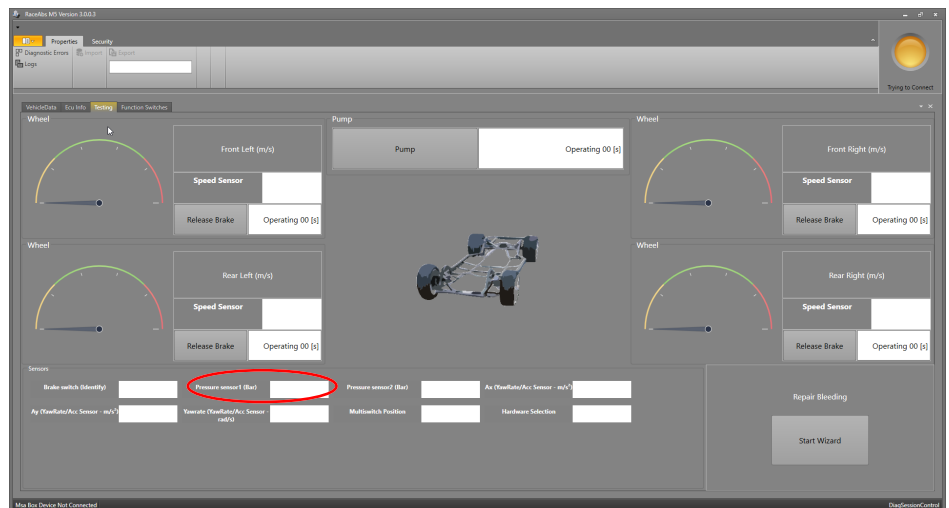 RaceAbs M5 Version 3.0.0.3
Properties Security
Diagnostic Errors Import Export
Logs
Trying to Connect
VehicleData Ecu Info Testing Function Switches
Wheel
Front Left (m/s)
Speed Sensor
Release Brake Operating 00 [s]
Pump
Pump Operating 00 [s]
Wheel
Front Right (m/s)
Speed Sensor
Release Brake Operating 00 [s]
Wheel
Rear Left (m/s)
Speed Sensor
Release Brake Operating 00 [s]
Wheel
Rear Right (m/s)
Speed Sensor
Release Brake Operating 00 [s]
Sensors
Brake switch (Identify) Pressure sensor1 (Bar) Pressure sensor2 (Bar) Ax (YawRate/Acc Sensor - m/s²)
Ay (YawRate/Acc Sensor - m/s²) Yawrate (YawRate/Acc Sensor -
rad/s)
Multiswitch Position Hardware Selection
Repair Bleeding
Start Wizard
Msa Box Device Not Connected DiagSessionControl